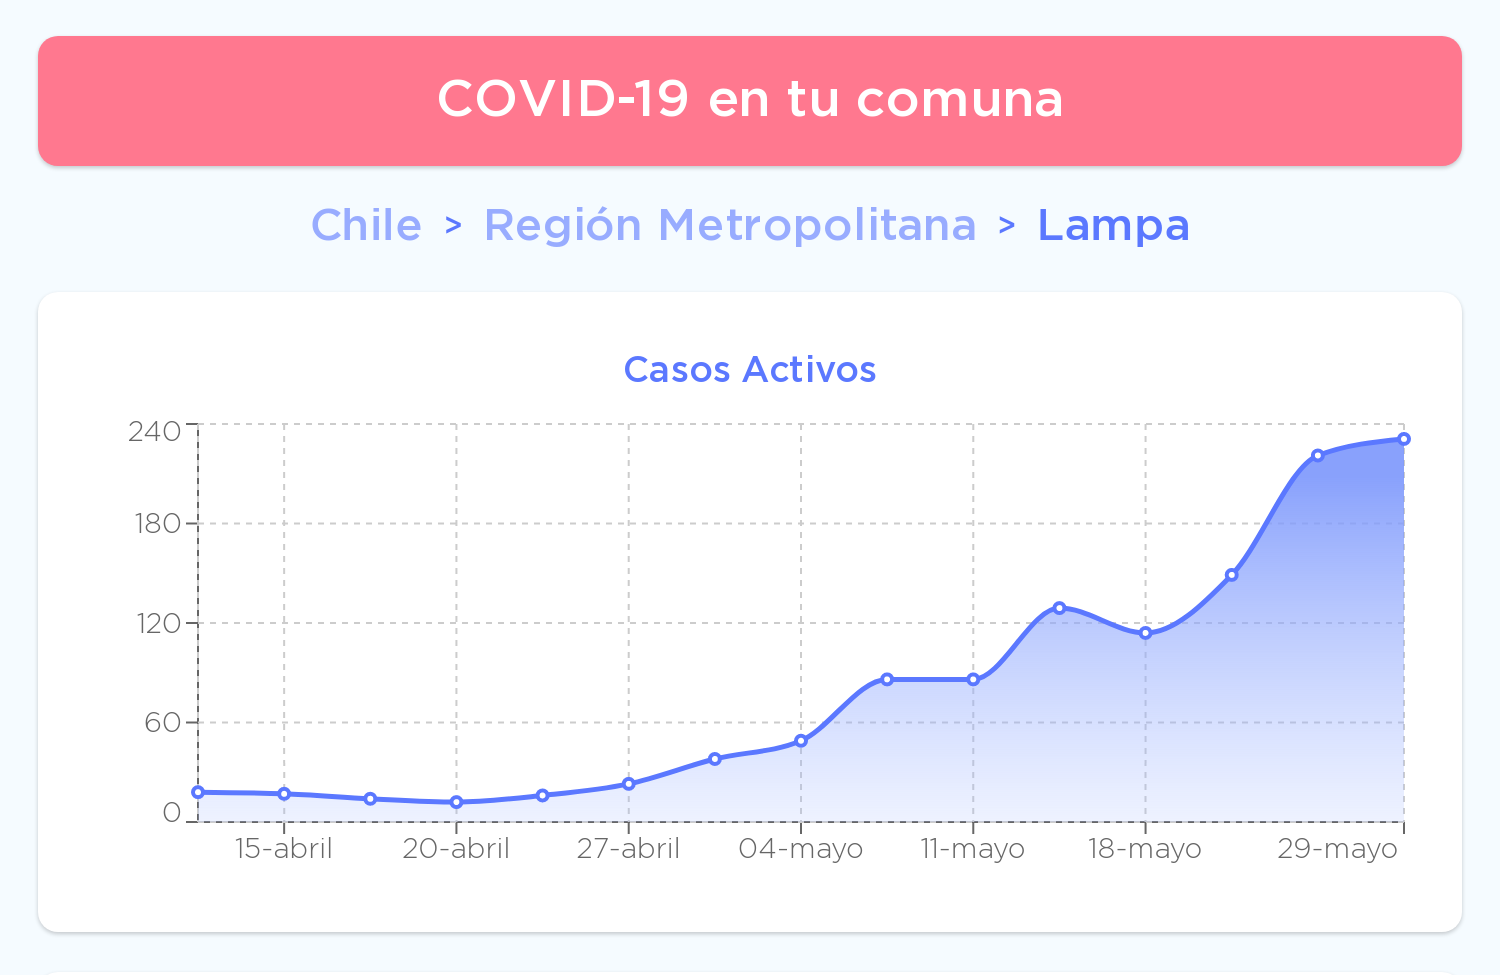 COVID-19 en tu comuna
Chile > Región Metropolitana > Lampa
Casos Activos
240
180
120
60
0
15-abril 20-abril 27-abril 04-mayo 11-mayo 18-mayo 29-mayo